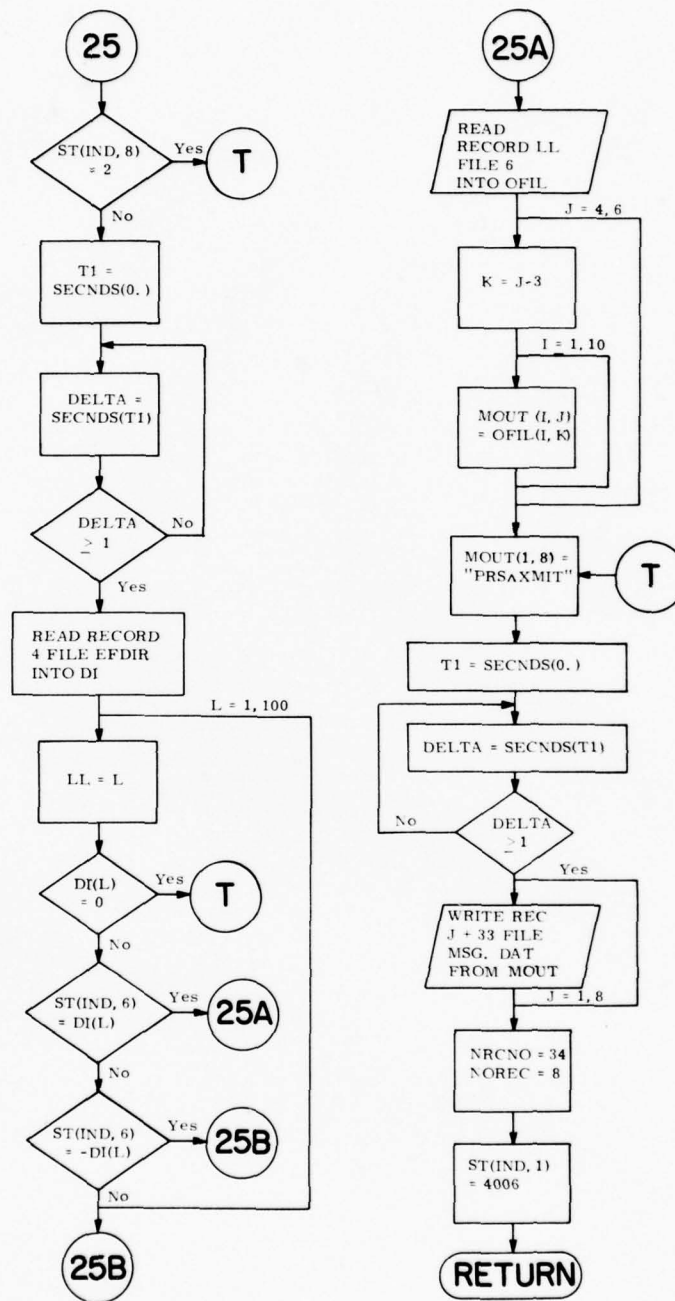 25
ST(IND, 8)
= 2
Yes
T
No
T1 =
SECNDS(0.)
DELTA =
SECNDS(T1)
DELTA
≥ 1
No
Yes
READ RECORD
4 FILE EFDIR
INTO DI
L = 1, 100
LL = L
DI(L)
= 0
Yes
T
No
ST(IND, 6)
= DI(L)
Yes
25A
No
ST(IND, 6)
= -DI(L)
Yes
25B
No
25B
25A
READ
RECORD LL
FILE 6
INTO OFIL
J = 4, 6
K = J-3
I = 1, 10
MOUT (I, J)
= OFIL(I, K)
MOUT(1, 8) =
"PRS∧XMIT"
T
T1 = SECNDS(0.)
DELTA = SECNDS(T1)
No
DELTA
≥1
Yes
WRITE REC
J + 33 FILE
MSG. DAT
FROM MOUT
J = 1, 8
NRCNO = 34
NOREC = 8
ST(IND, 1)
= 4006
RETURN